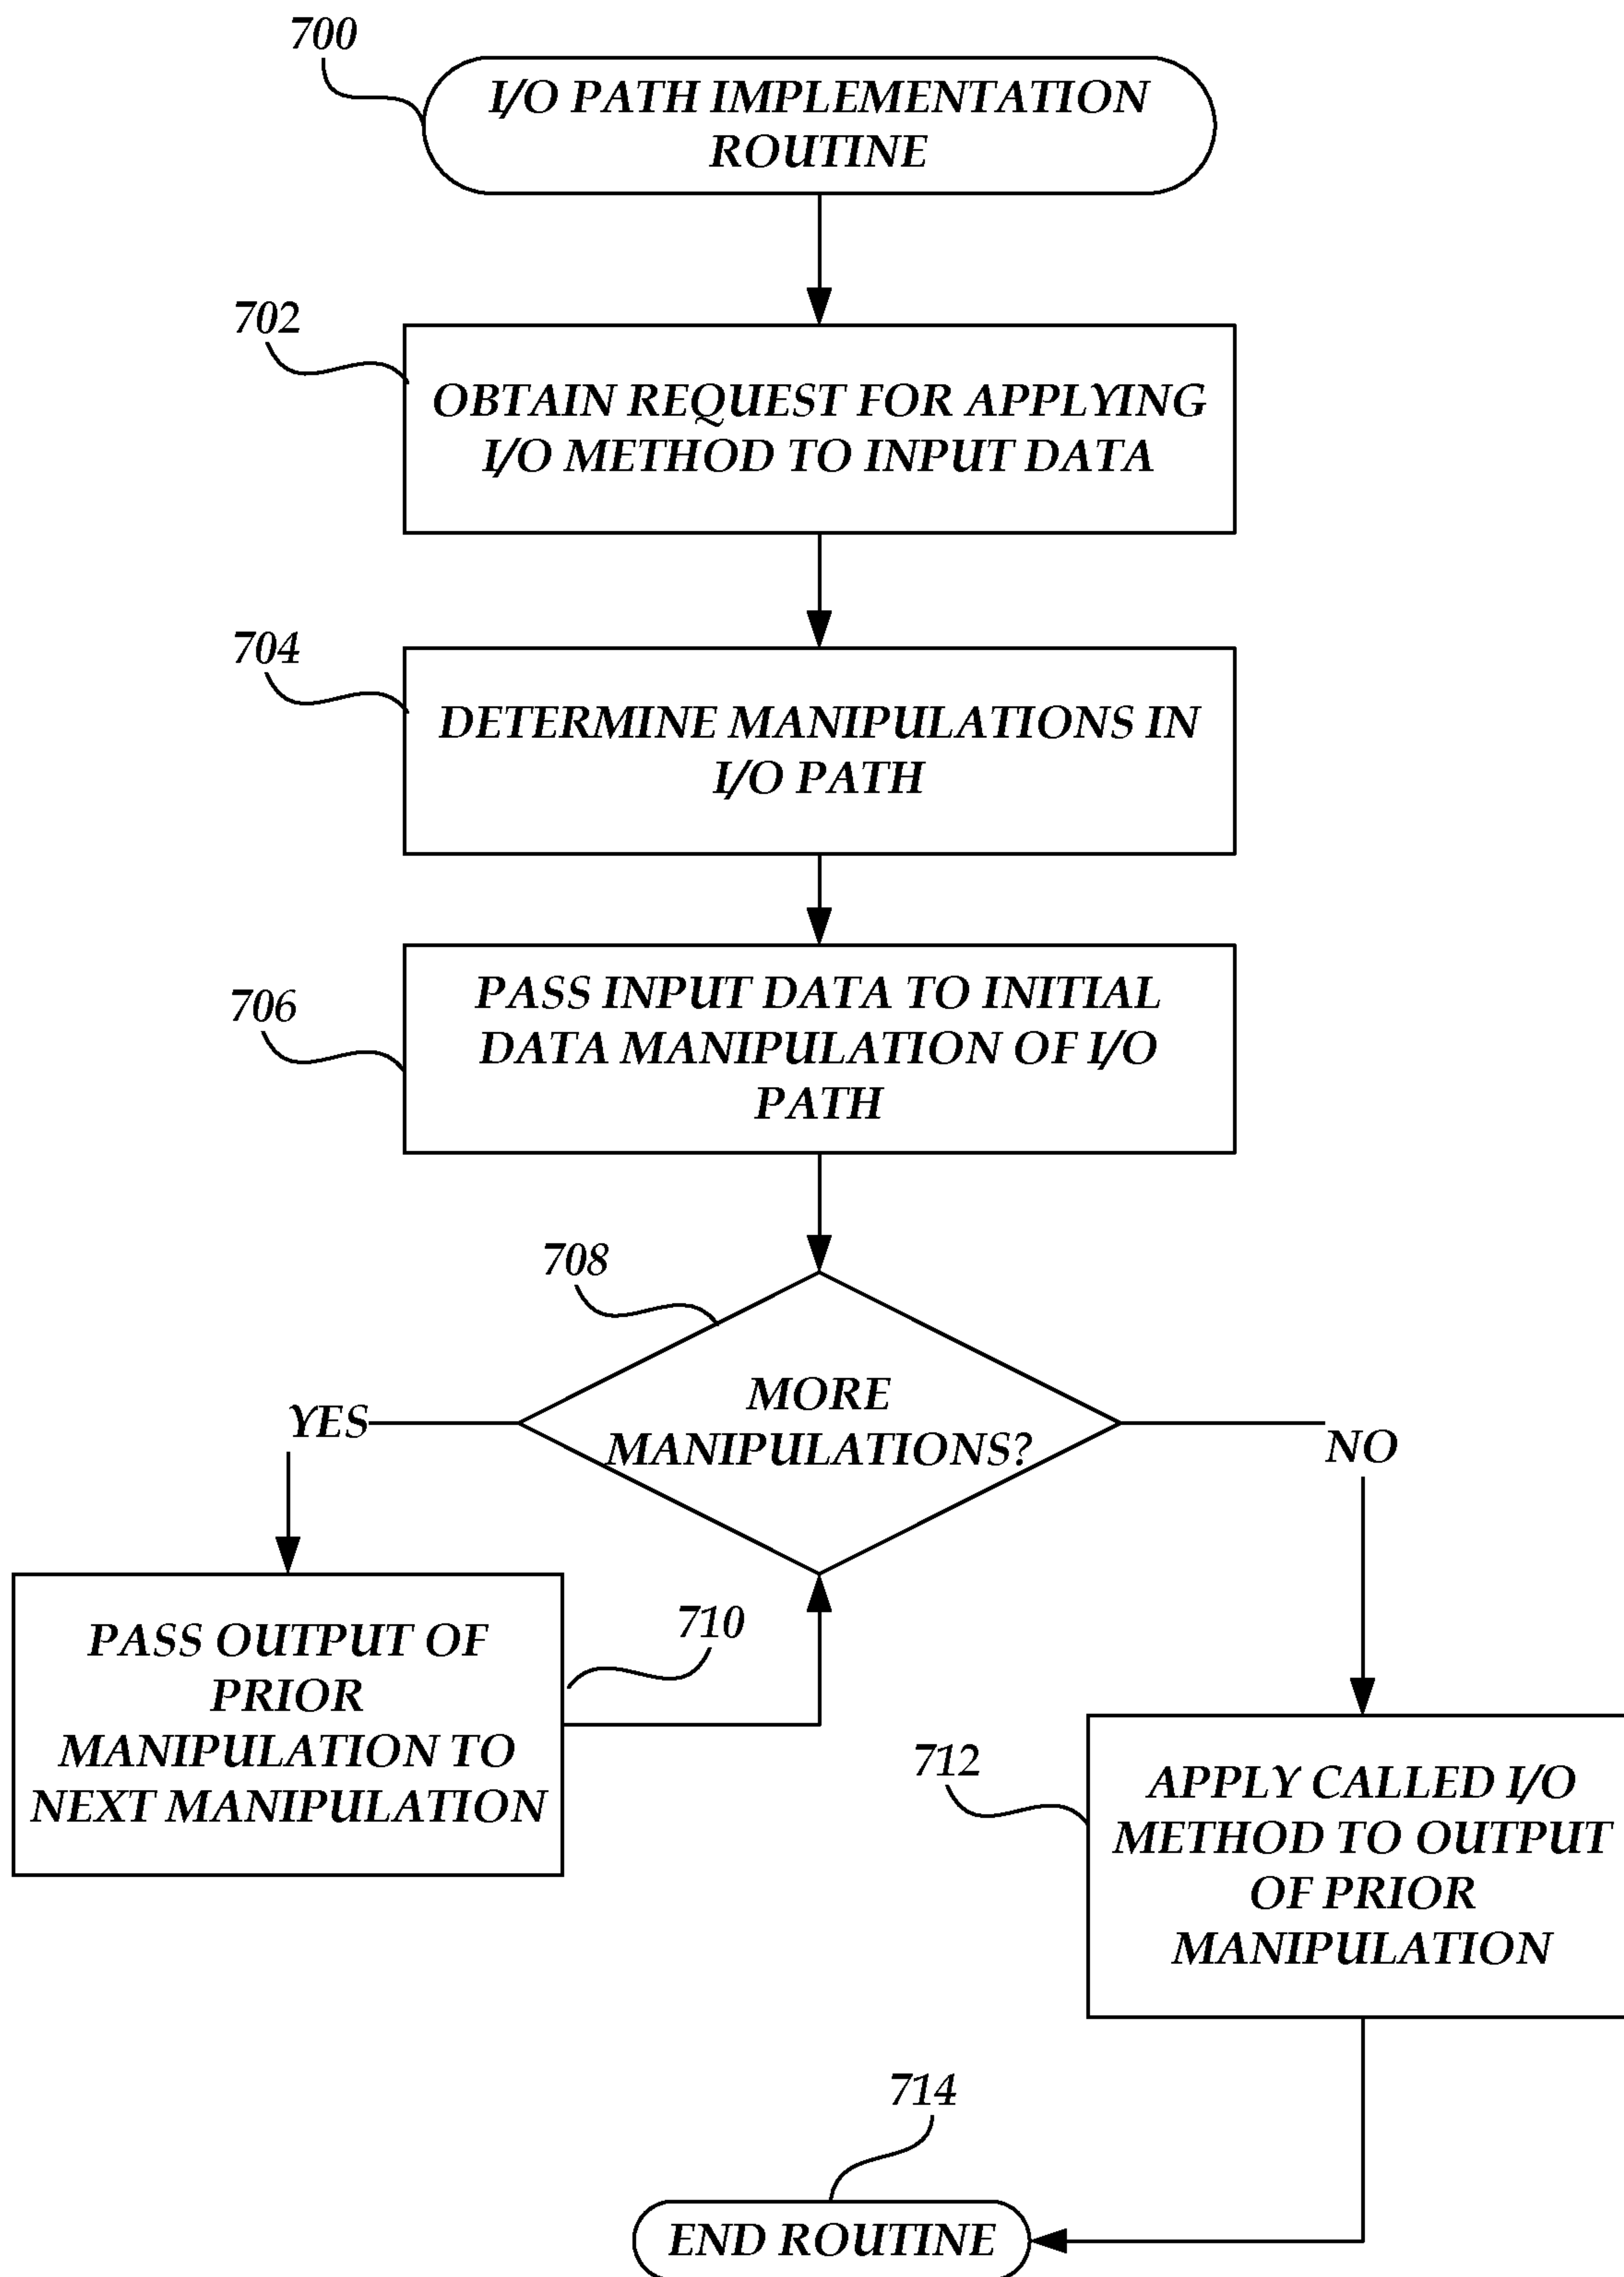 700
I/O PATH IMPLEMENTATION
ROUTINE
702
OBTAIN REQUEST FOR APPLYING
I/O METHOD TO INPUT DATA
704
DETERMINE MANIPULATIONS IN
I/O PATH
706
PASS INPUT DATA TO INITIAL
DATA MANIPULATION OF I/O
PATH
708
MORE
MANIPULATIONS?
YES
NO
PASS OUTPUT OF
PRIOR
MANIPULATION TO
NEXT MANIPULATION
710
712
APPLY CALLED I/O
METHOD TO OUTPUT
OF PRIOR
MANIPULATION
714
END ROUTINE